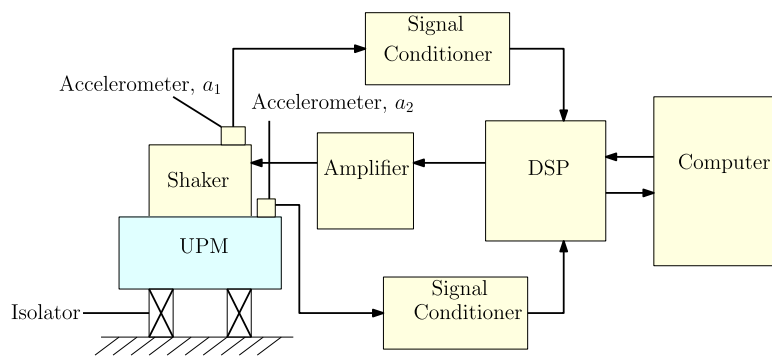 Signal
Conditioner
Accelerometer, a1
Accelerometer, a2
Shaker
Amplifier
DSP
Computer
UPM
Signal
Conditioner
Isolator